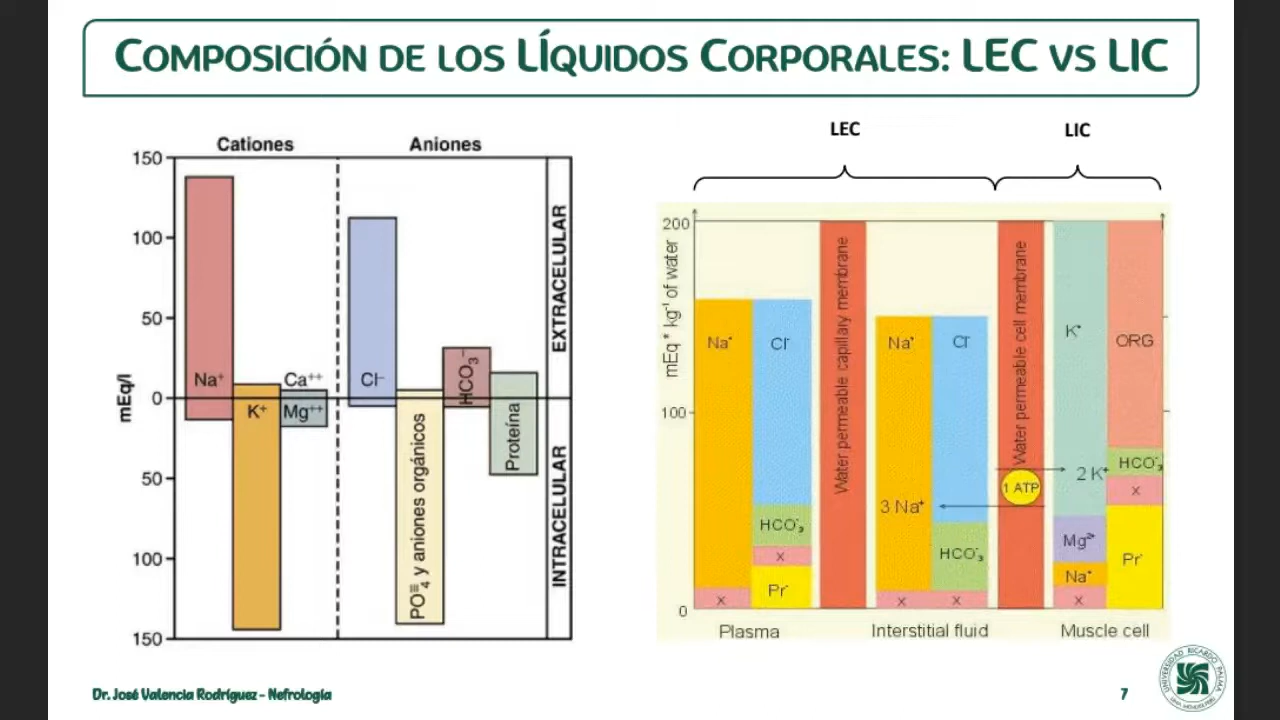 COMPOSICIÓN DE LOS LÍQUIDOS CORPORALES: LEC VS LIC
Cationes
Aniones
150
100
50
0
50
100
150
mEq/l
Na⁺
K⁺
Ca⁺⁺
Mg⁺⁺
Cl⁻
PO₄≡ y aniones orgánicos
HCO₃⁻
Proteína
EXTRACELULAR
INTRACELULAR
LEC
LIC
200
100
0
mEq * kg⁻¹ of water
Na⁺
Cl⁻
HCO⁻₃
x
Pr⁻
x
Water permeable capillary membrane
Na⁺
Cl⁻
3 Na⁺
HCO⁻₃
x
x
Water permeable cell membrane
1 ATP
K⁺
2 K⁺
Mg²⁺
Na⁺
x
ORG
HCO⁻₃
x
Pr⁻
Plasma
Interstitial fluid
Muscle cell
Dr. José Valencia Rodríguez - Nefrología
7
UNIVERSIDAD RICARDO PALMA